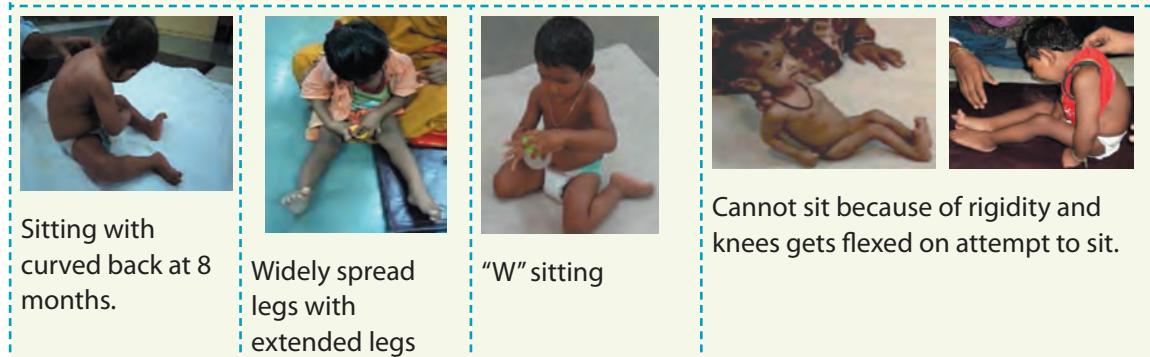 Sitting with
curved back at 8
months.
Widely spread
legs with
extended legs
“W” sitting
Cannot sit because of rigidity and
knees gets flexed on attempt to sit.